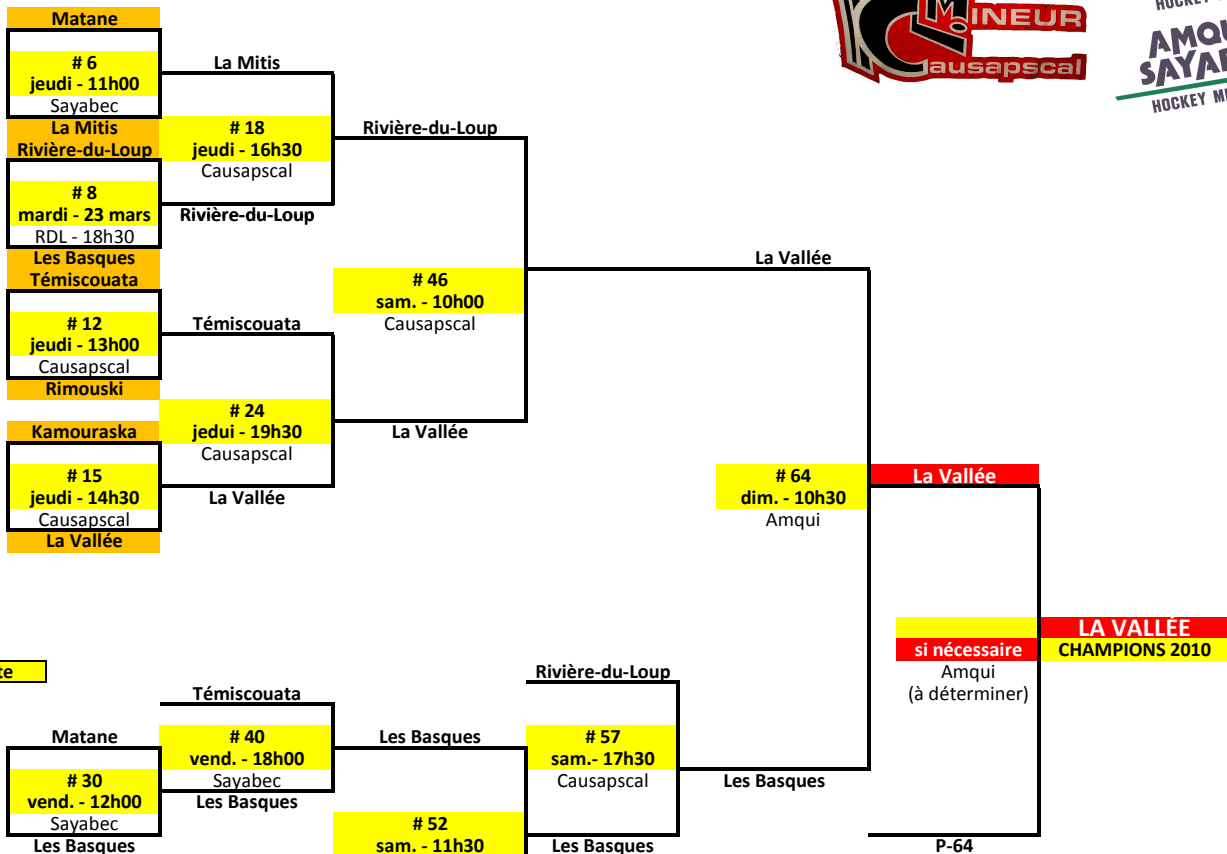 Matane
# 6
jeudi - 11h00
Sayabec
La Mitis
La Mitis
Rivière-du-Loup
# 8
mardi - 23 mars
RDL - 18h30
Les Basques
# 18
jeudi - 16h30
Causapscal
Rivière-du-Loup
Rivière-du-Loup
Témiscouata
# 12
jeudi - 13h00
Causapscal
Rimouski
Témiscouata
# 46
sam. - 10h00
Causapscal
Kamouraska
# 15
jeudi - 14h30
Causapscal
La Vallée
# 24
jedui - 19h30
Causapscal
La Vallée
La Vallée
La Vallée
# 64
dim. - 10h30
Amqui
La Vallée
si nécessaire
Amqui
(à déterminer)
LA VALLÉE
CHAMPIONS 2010
Témiscouata
Matane
# 30
vend. - 12h00
Sayabec
Les Basques
# 40
vend. - 18h00
Sayabec
Les Basques
Les Basques
# 52
sam. - 11h30
Rivière-du-Loup
# 57
sam.- 17h30
Causapscal
Les Basques
Les Basques
P-64
MINEUR
Causapscal
HOCKEY